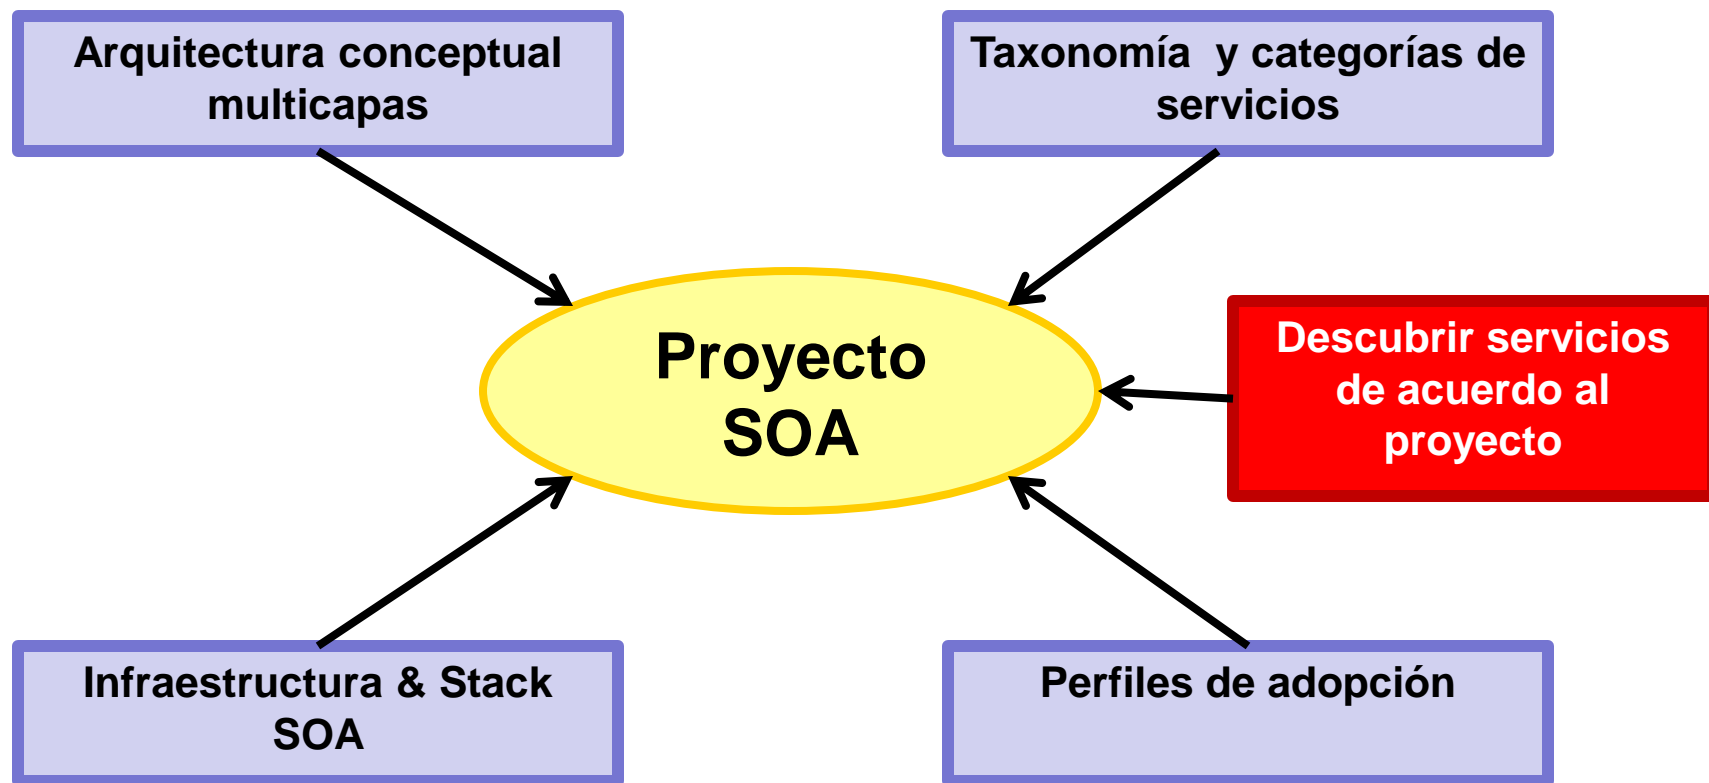 Arquitectura conceptual
multicapas
Taxonomía y categorías de
servicios
Proyecto
SOA
Descubrir servicios
de acuerdo al
proyecto
Infraestructura & Stack
SOA
Perfiles de adopción